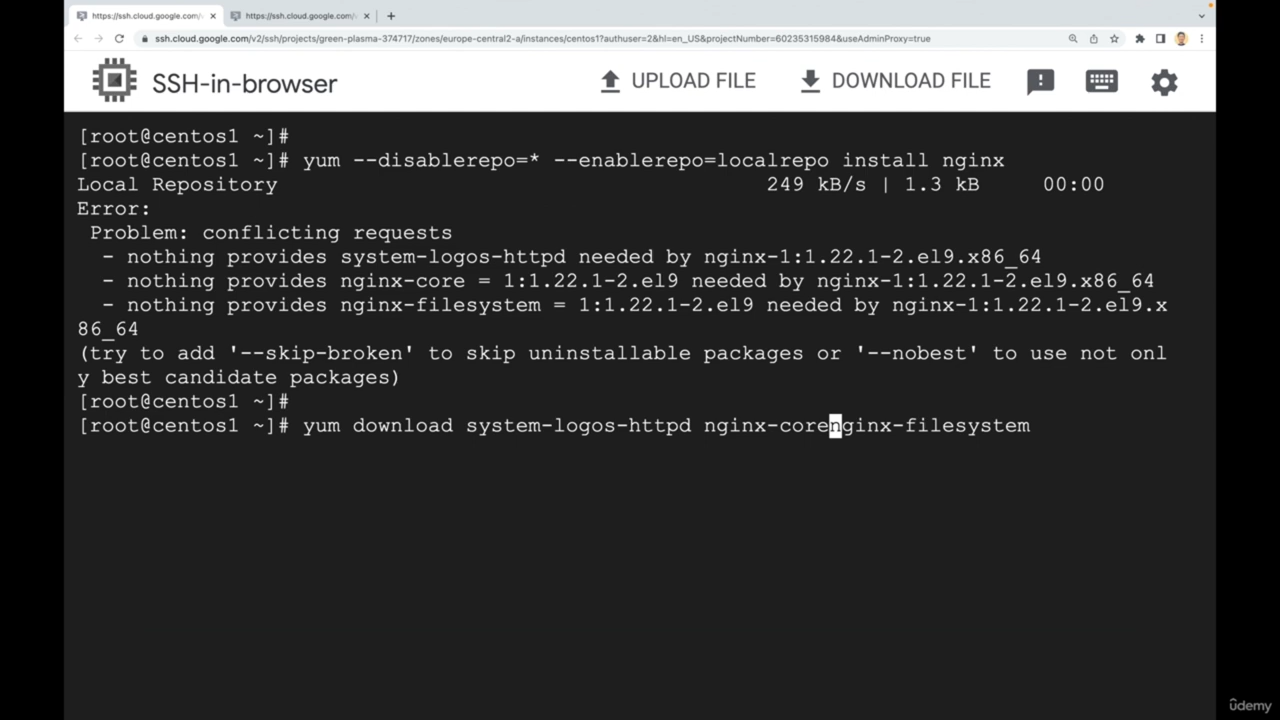 https://ssh.cloud.google.com/v
https://ssh.cloud.google.com/v
ssh.cloud.google.com/v2/ssh/projects/green-plasma-374717/zones/europe-central2-a/instances/centos1?authuser=2&hl=en_US&projectNumber=60235315984&useAdminProxy=true
SSH-in-browser
UPLOAD FILE
DOWNLOAD FILE
[root@centos1 ~]#
[root@centos1 ~]# yum --disablerepo=* --enablerepo=localrepo install nginx
Local Repository 249 kB/s | 1.3 kB 00:00
Error:
Problem: conflicting requests
- nothing provides system-logos-httpd needed by nginx-1:1.22.1-2.el9.x86_64
- nothing provides nginx-core = 1:1.22.1-2.el9 needed by nginx-1:1.22.1-2.el9.x86_64
- nothing provides nginx-filesystem = 1:1.22.1-2.el9 needed by nginx-1:1.22.1-2.el9.x
86_64
(try to add '--skip-broken' to skip uninstallable packages or '--nobest' to use not onl
y best candidate packages)
[root@centos1 ~]#
[root@centos1 ~]# yum download system-logos-httpd nginx-corenginx-filesystem
ûdemy